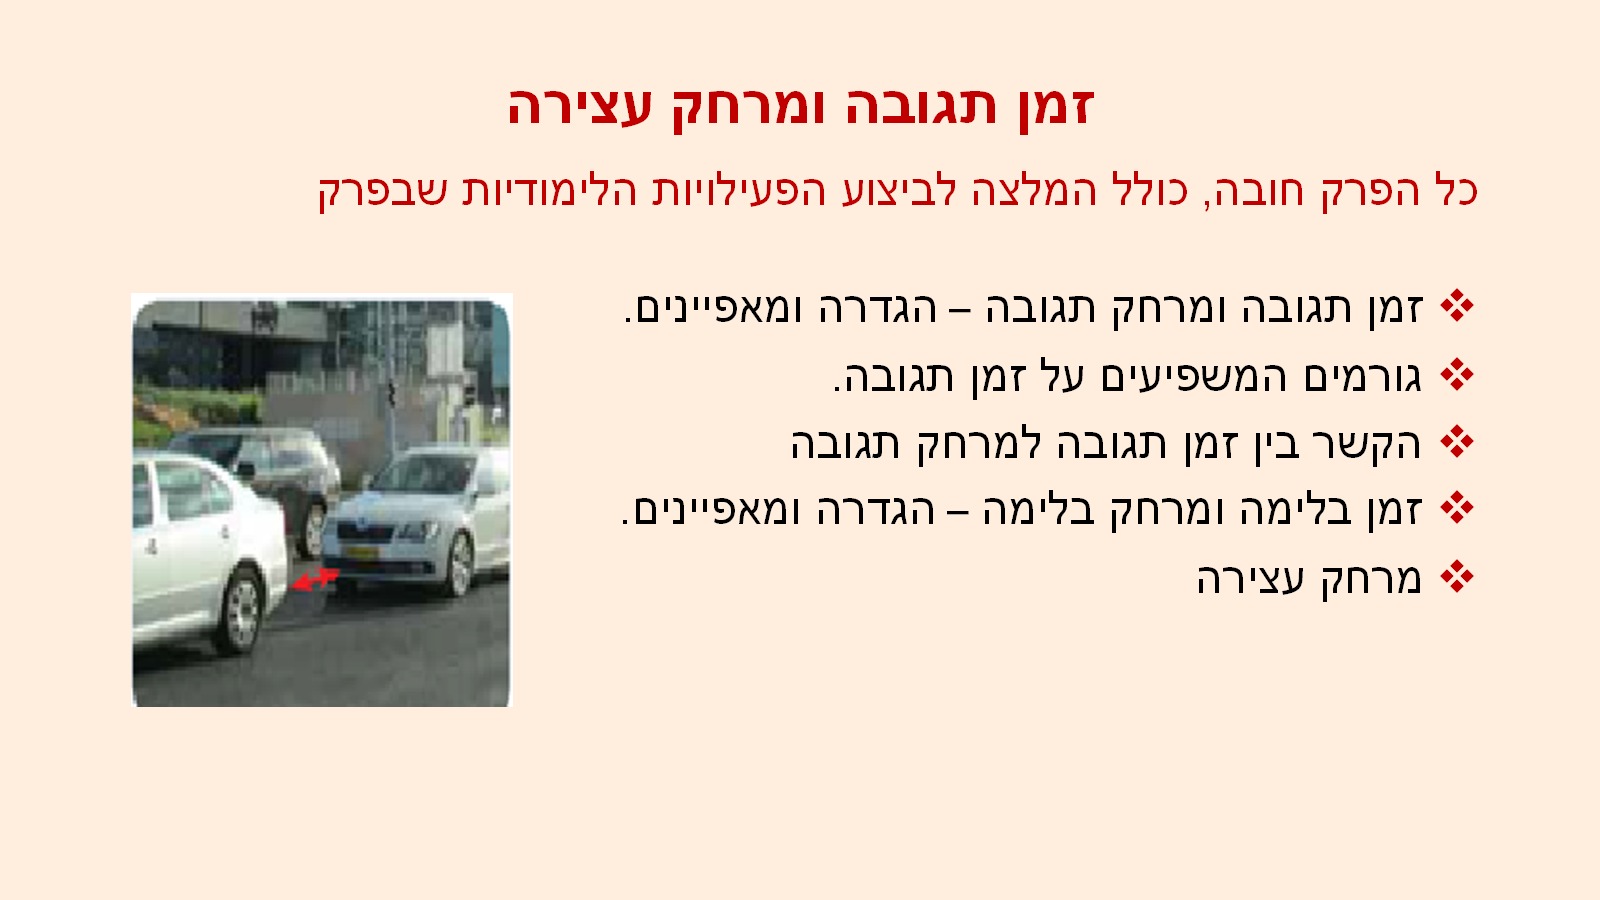 זמן תגובה ומרחק עצירה
כל הפרק חובה, כולל המלצה לביצוע הפעילויות הלימודיות שבפרק
❖ זמן תגובה ומרחק תגובה – הגדרה ומאפיינים.
❖ גורמים המשפיעים על זמן תגובה.
❖ הקשר בין זמן תגובה למרחק תגובה
❖ זמן בלימה ומרחק בלימה – הגדרה ומאפיינים.
❖ מרחק עצירה